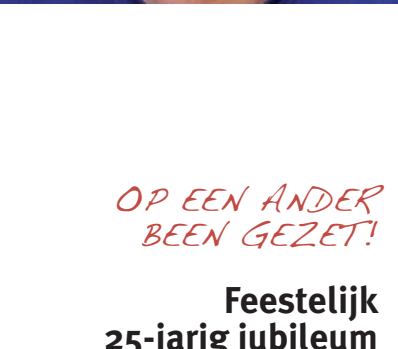 OP EEN ANDER
BEEN GEZET!
Feestelijk
25-jarig jubileum